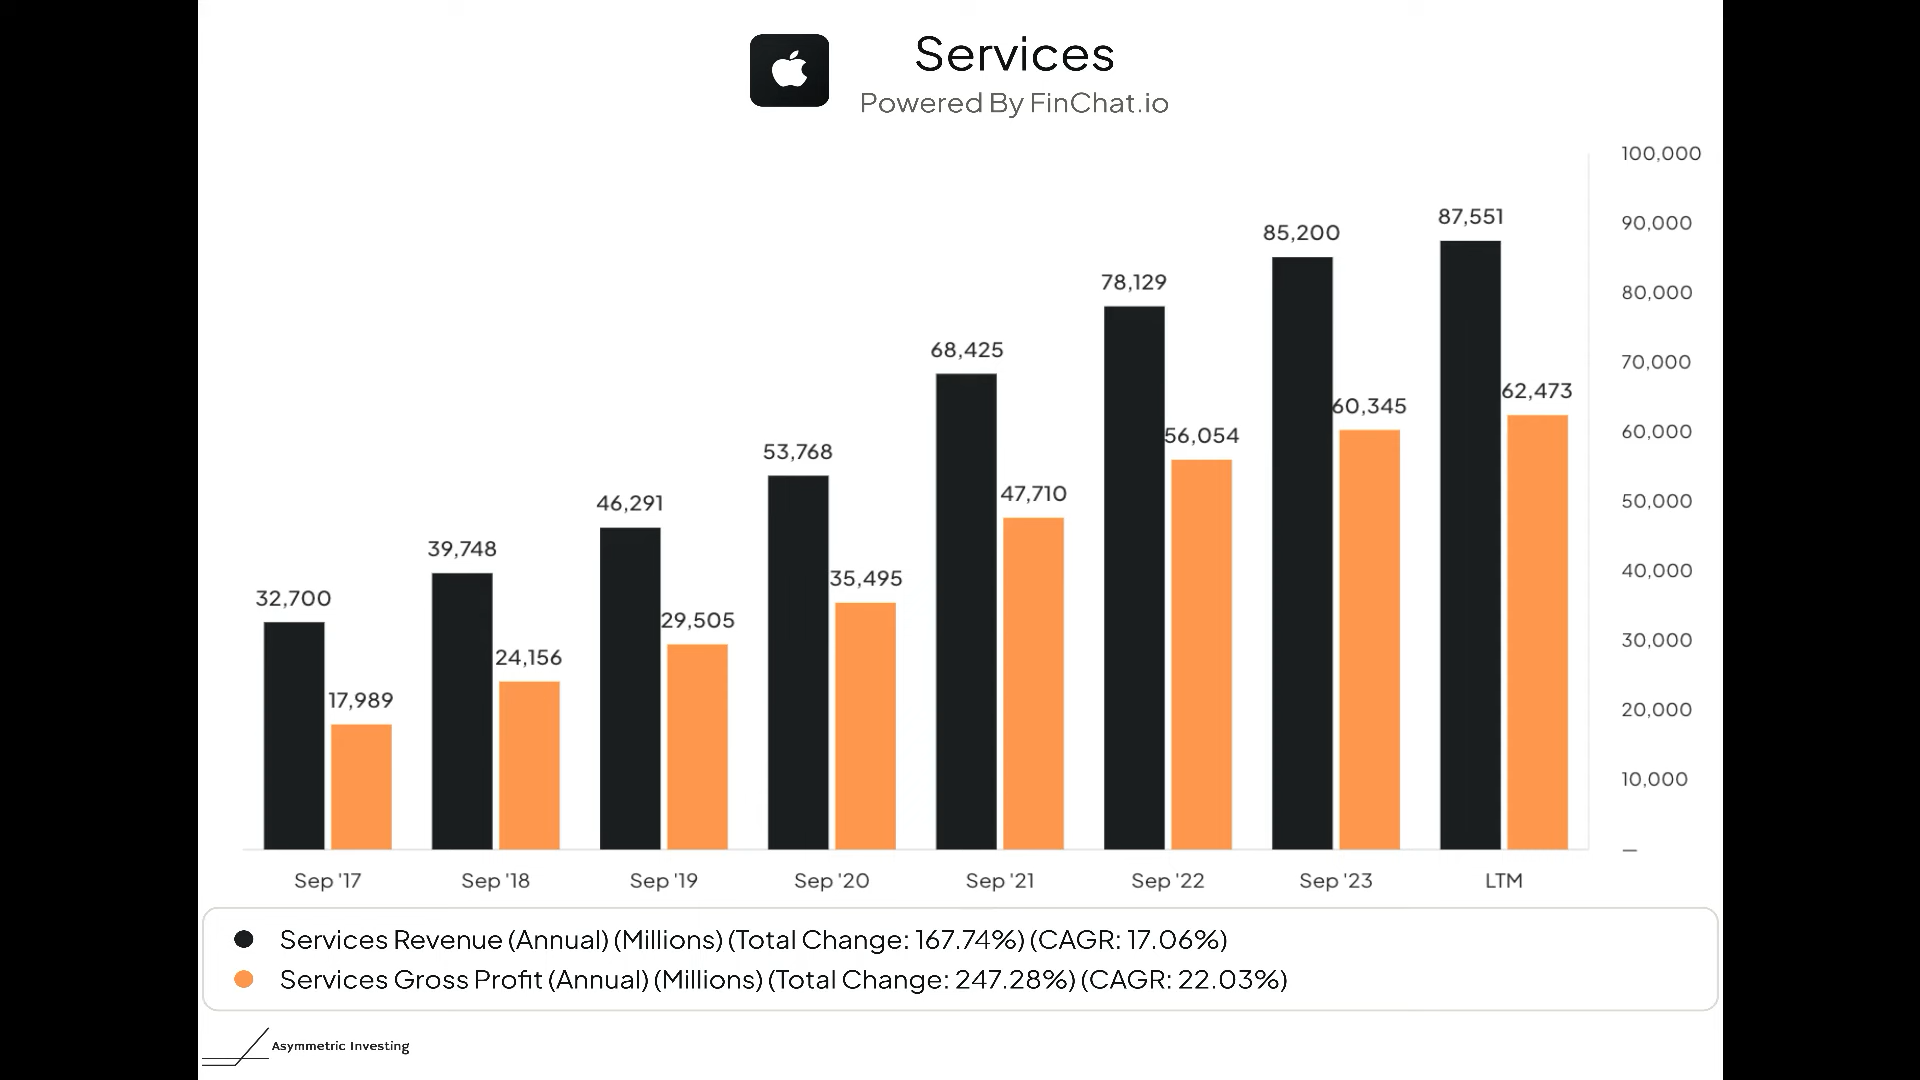 Services
Powered By FinChat.io
100,000
90,000
80,000
70,000
60,000
50,000
40,000
30,000
20,000
10,000
—
32,700
17,989
39,748
24,156
46,291
29,505
53,768
35,495
68,425
47,710
78,129
56,054
85,200
60,345
87,551
62,473
Sep '17
Sep '18
Sep '19
Sep '20
Sep '21
Sep '22
Sep '23
LTM
Services Revenue (Annual) (Millions) (Total Change: 167.74%) (CAGR: 17.06%)
Services Gross Profit (Annual) (Millions) (Total Change: 247.28%) (CAGR: 22.03%)
Asymmetric Investing